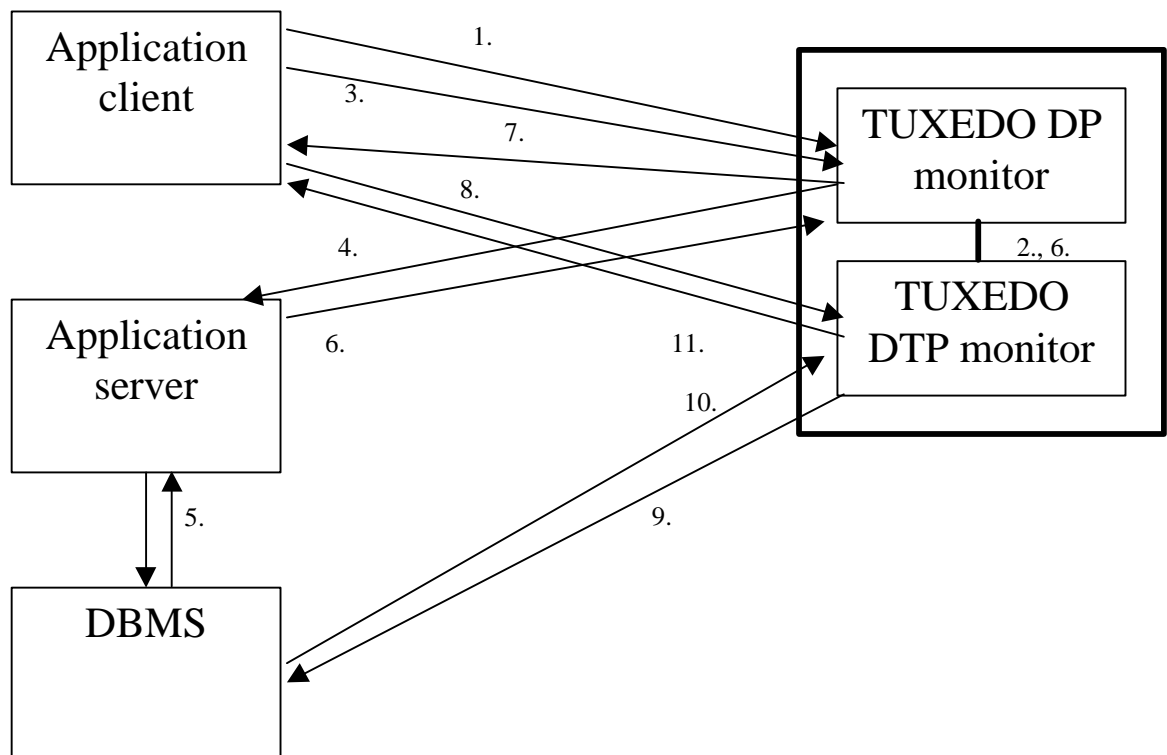 Application
client
1.
3.
7.
8.
TUXEDO DP
monitor
2., 6.
TUXEDO
DTP monitor
4.
Application
server
6.
11.
10.
9.
5.
DBMS